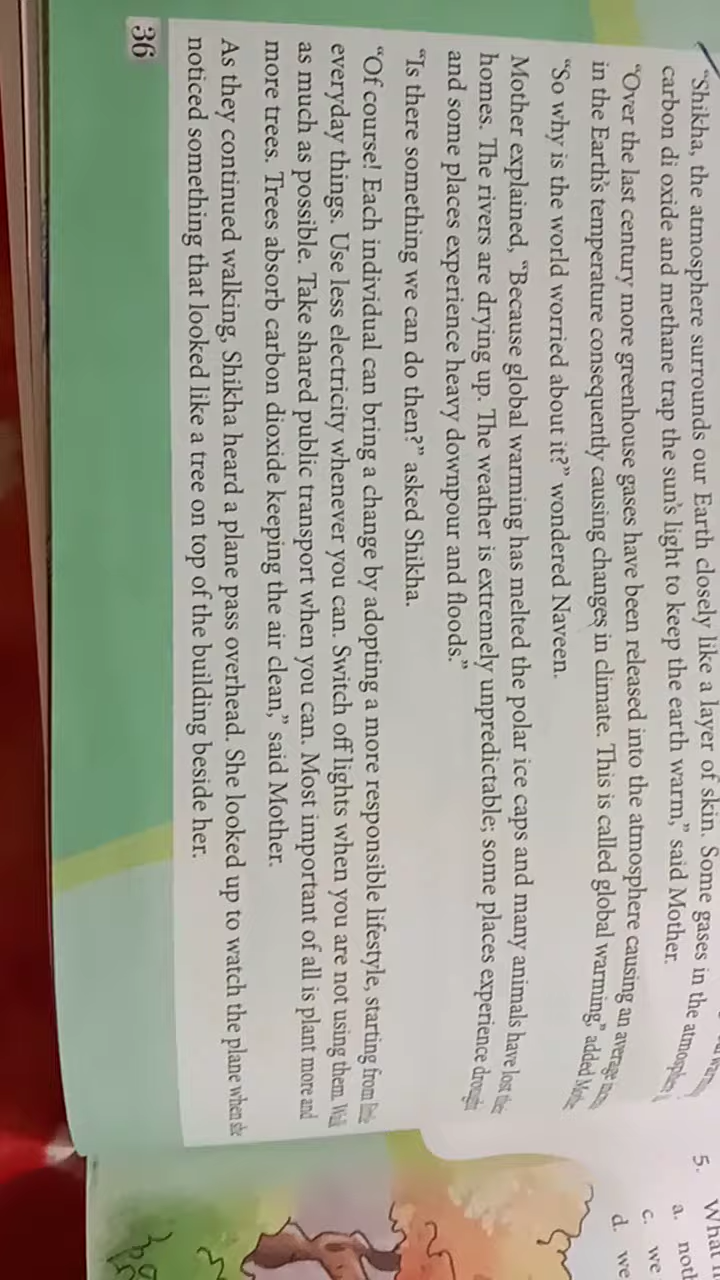 "Shikha, the atmosphere surrounds our Earth closely like a layer of skin. Some gases in the
carbon di oxide and methane trap the sun's light to keep the earth warm," said Mother.
"Over the last century more greenhouse gases have been released into the atmosphere causing an average
in the Earth's temperature consequently causing changes in climate. This is called global warming," added
"So why is the world worried about it?" wondered Naveen.
Mother explained, "Because global warming has melted the polar ice caps and many animals have lost
homes. The rivers are drying up. The weather is extremely unpredictable; some places experience drought
and some places experience heavy downpour and floods."
"Is there something we can do then?" asked Shikha.
"Of course! Each individual can bring a change by adopting a more responsible lifestyle, starting from
everyday things. Use less electricity whenever you can. Switch off lights when you are not using them.
as much as possible. Take shared public transport when you can. Most important of all is plant more and
more trees. Trees absorb carbon dioxide keeping the air clean," said Mother.
As they continued walking, Shikha heard a plane pass overhead. She looked up to watch the plane when she
noticed something that looked like a tree on top of the building beside her.
36
5.
a.
c. we
d. we